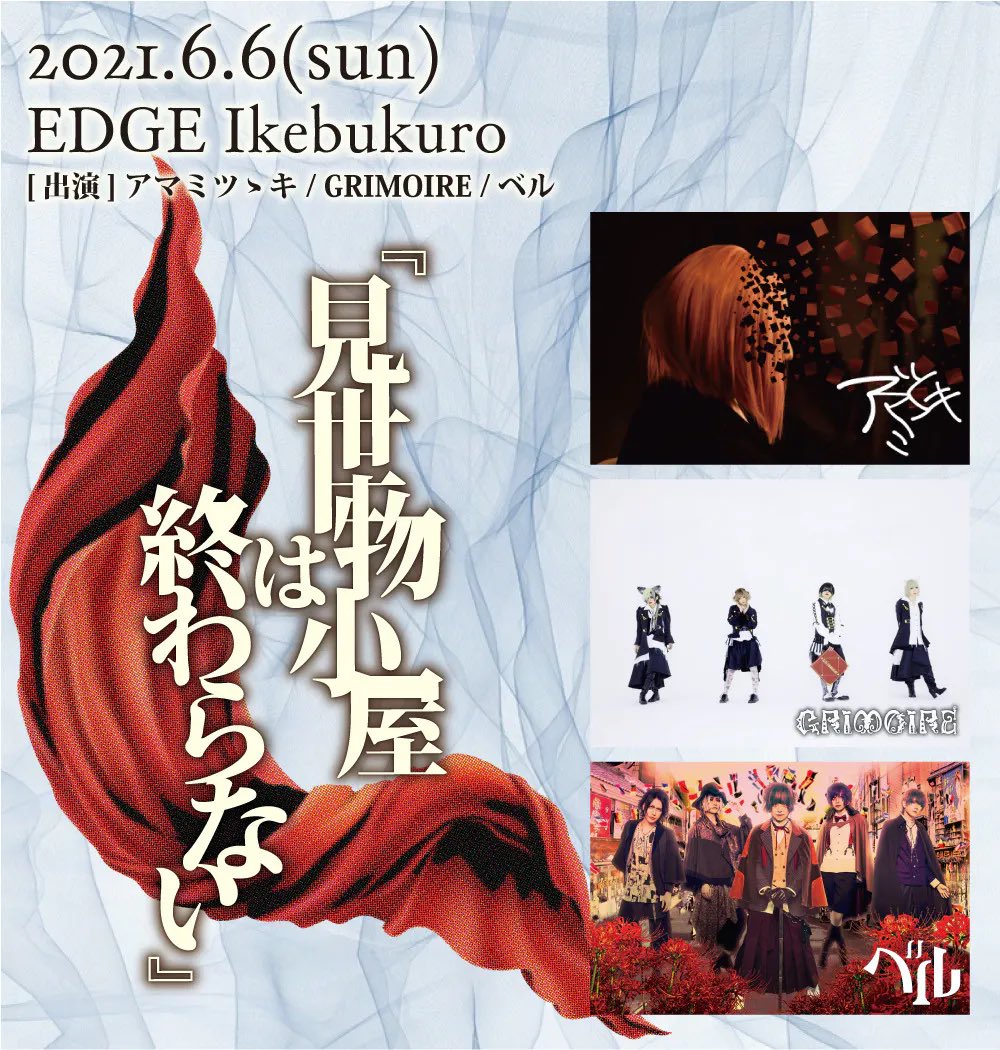 2021.6.6(sun)
EDGE Ikebukuro
[ 出演 ] アマミツゝキ / GRIMOIRE / ベル
『見世物小屋
は
終わらない』
アマミツゝキ
GRIMOIRE
ベル